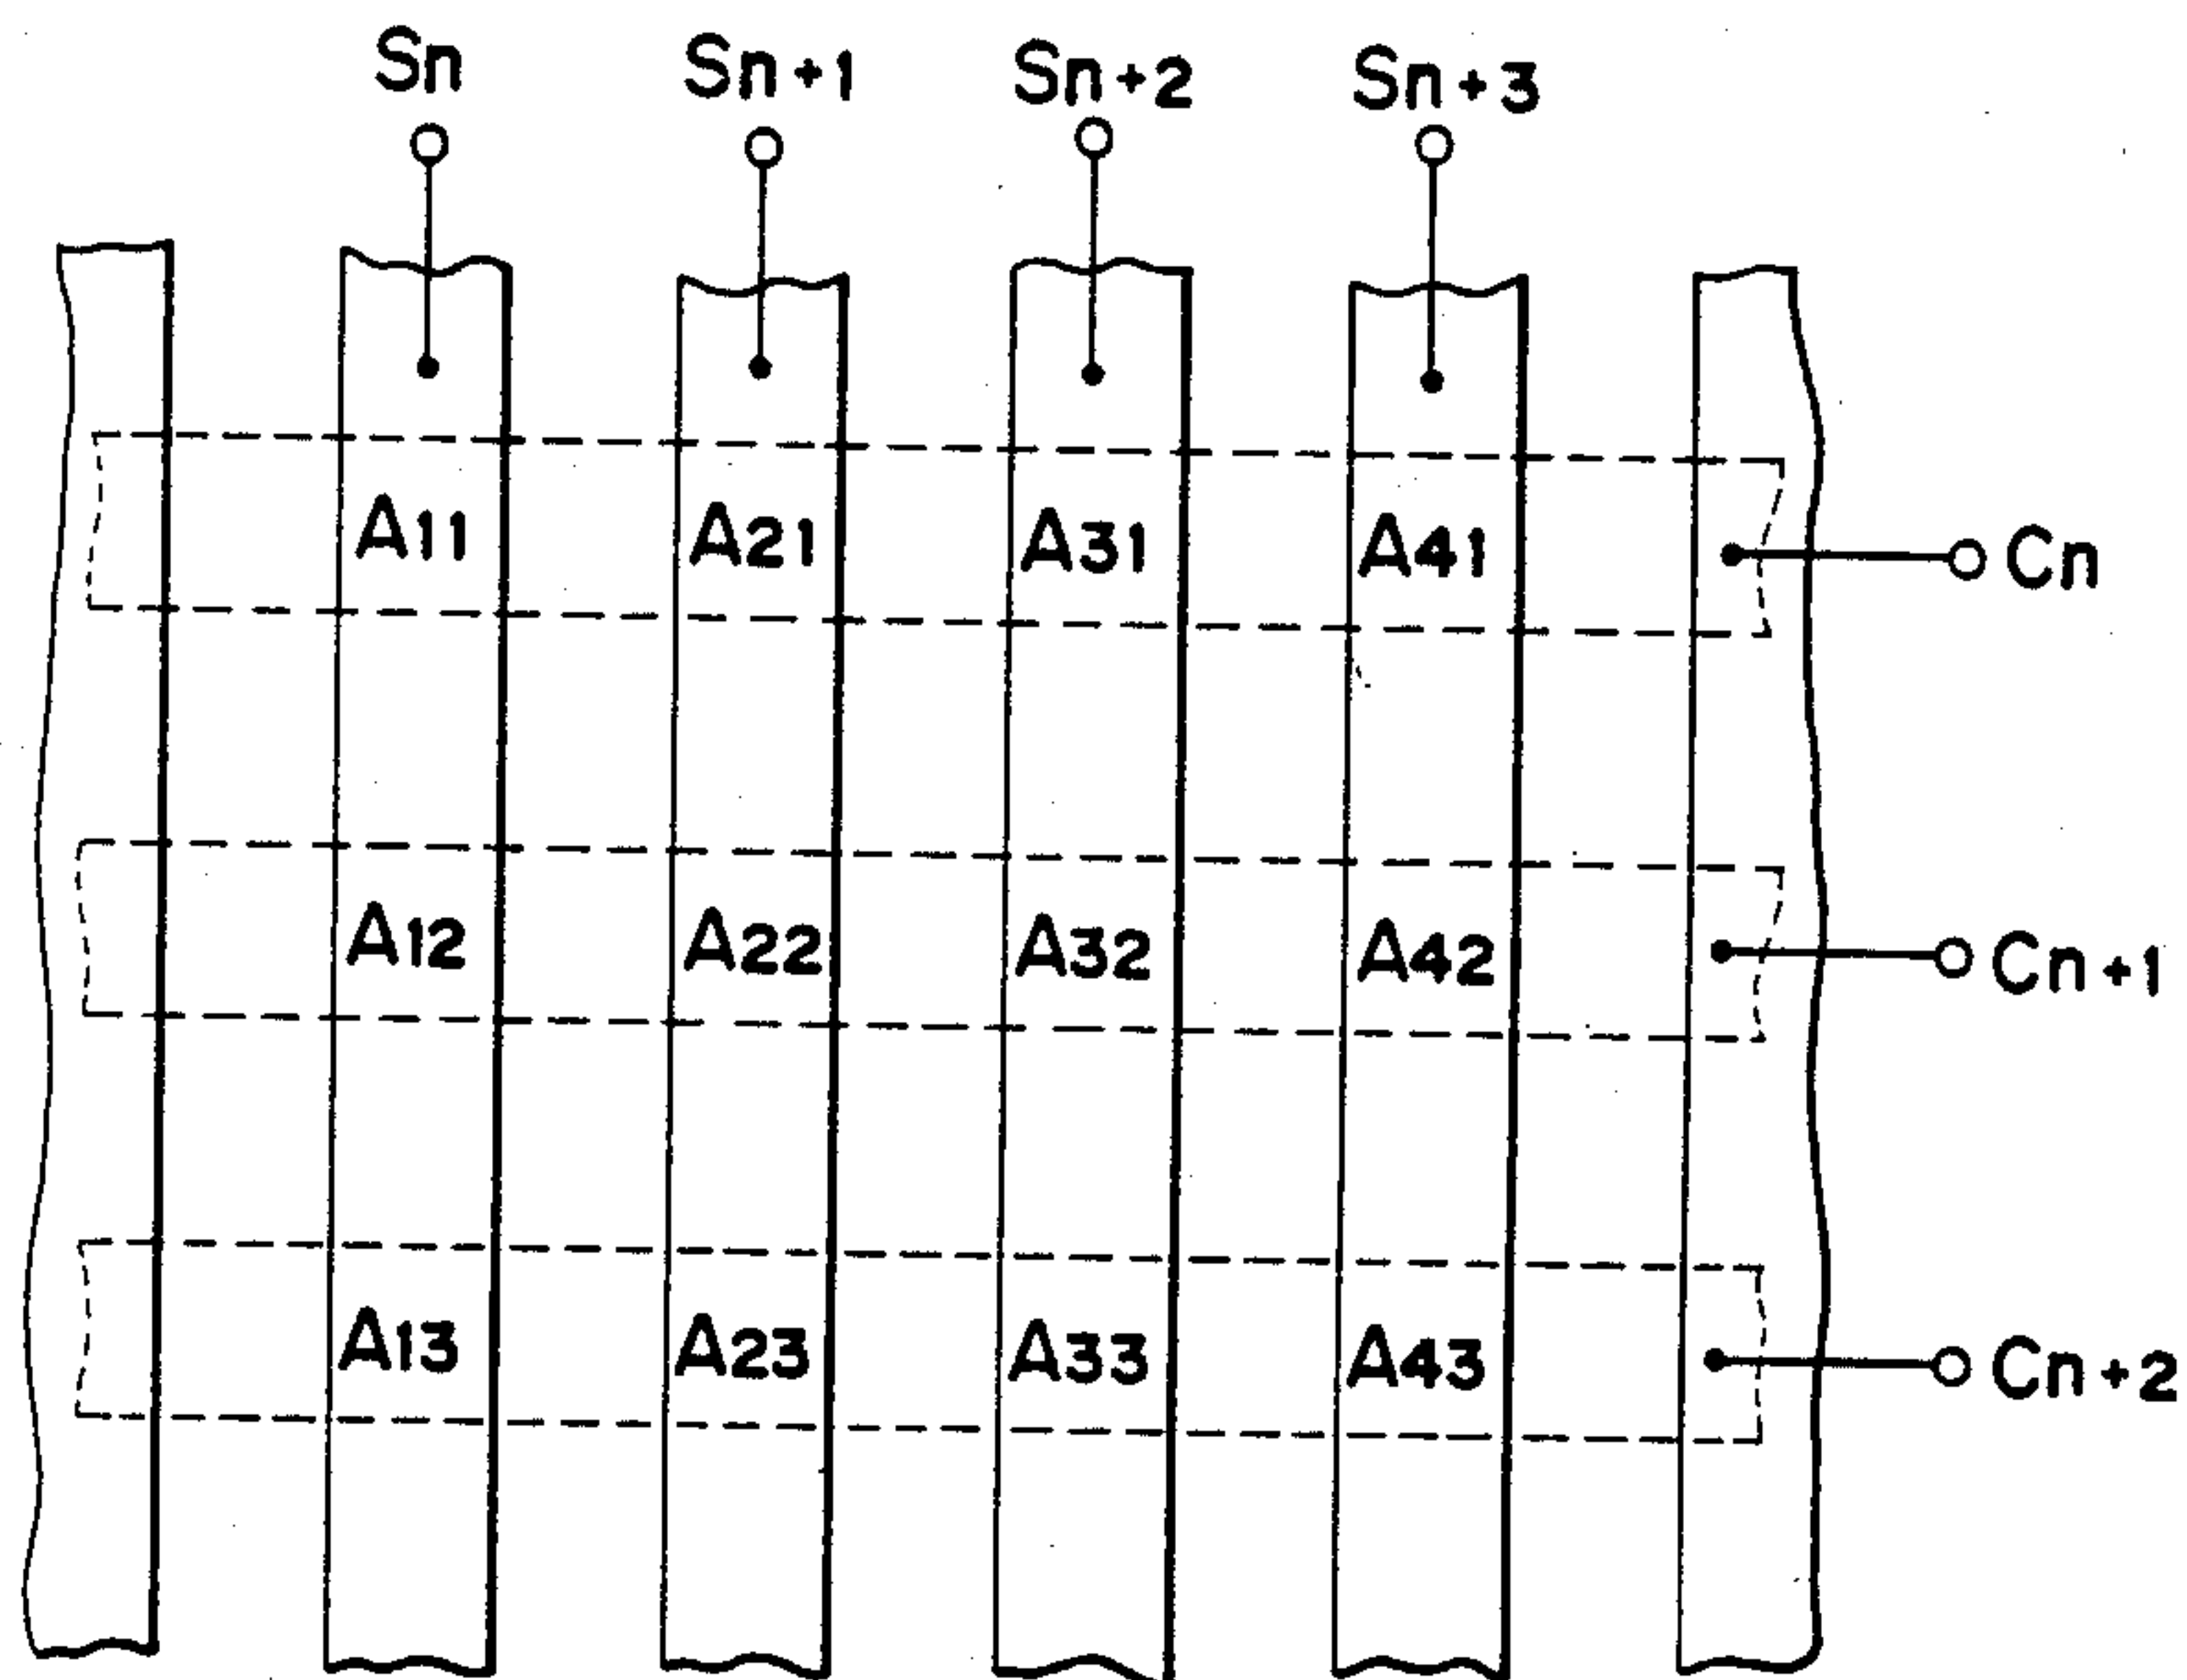 Sn Sn+1 Sn+2 Sn+3
A11 A21 A31 A41 Cn
A12 A22 A32 A42 Cn+1
A13 A23 A33 A43 Cn+2